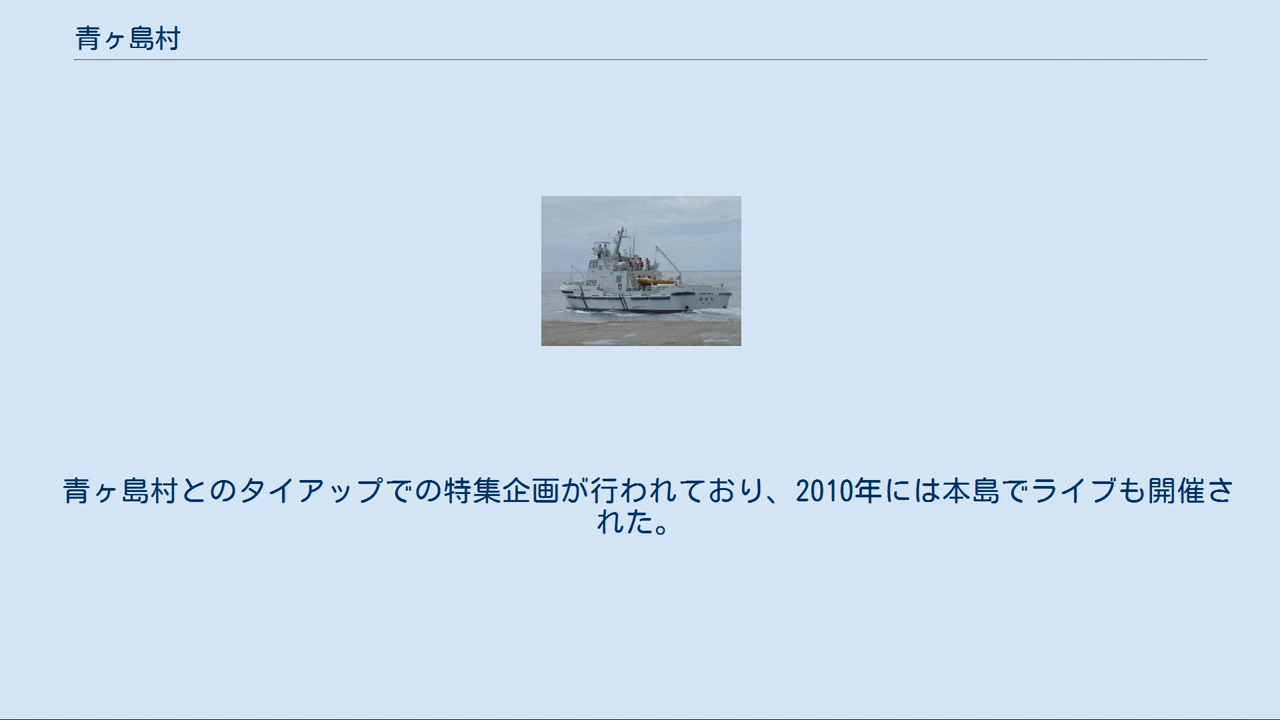 青ヶ島村
青ヶ島村とのタイアップでの特集企画が行われており、2010年には本島でライブも開催さ
れた。